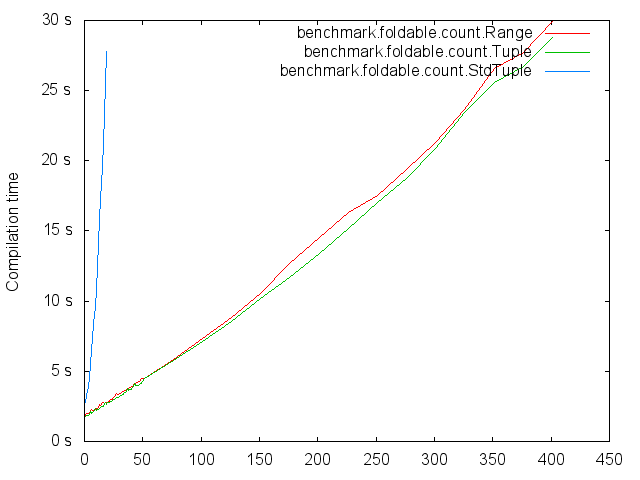 benchmark.foldable.count.Range
benchmark.foldable.count.Tuple
benchmark.foldable.count.StdTuple
Compilation time
30 s
25 s
20 s
15 s
10 s
5 s
0 s
0 50 100 150 200 250 300 350 400 450